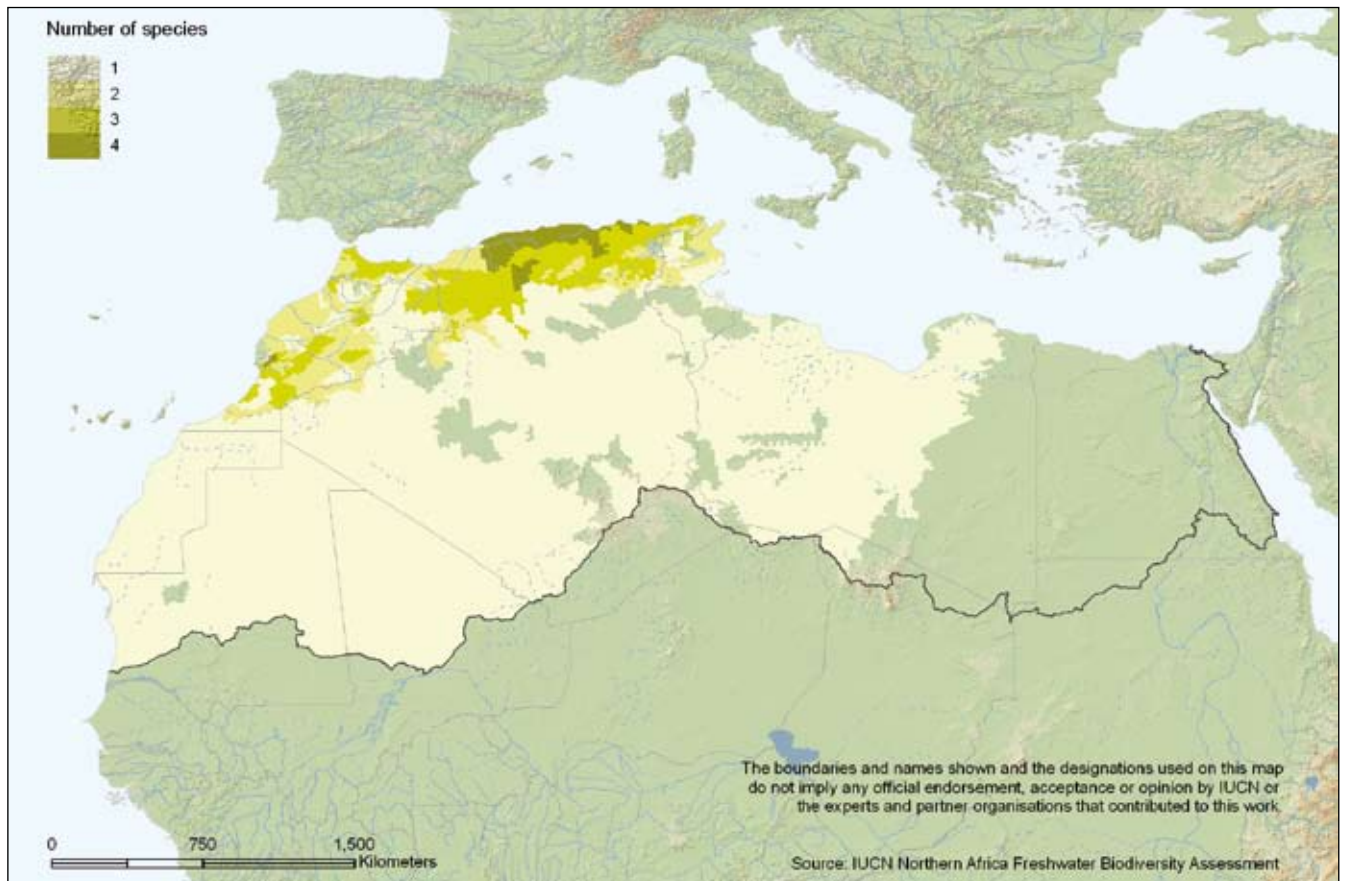 Number of species
1
2
3
4
The boundaries and names shown and the designations used on this map
do not imply any official endorsement, acceptance or opinion by IUCN or
the experts and partner organisations that contributed to this work.
0 750 1,500
Kilometers
Source: IUCN Northern Africa Freshwater Biodiversity Assessment